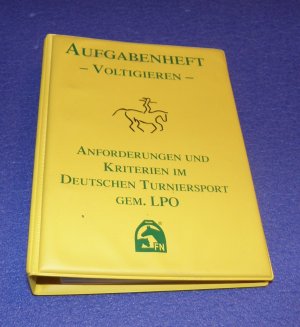 AUFGABENHEFT
– VOLTIGIEREN –
ANFORDERUNGEN UND
KRITERIEN IM
DEUTSCHEN TURNIERSPORT
GEM. LPO
FN